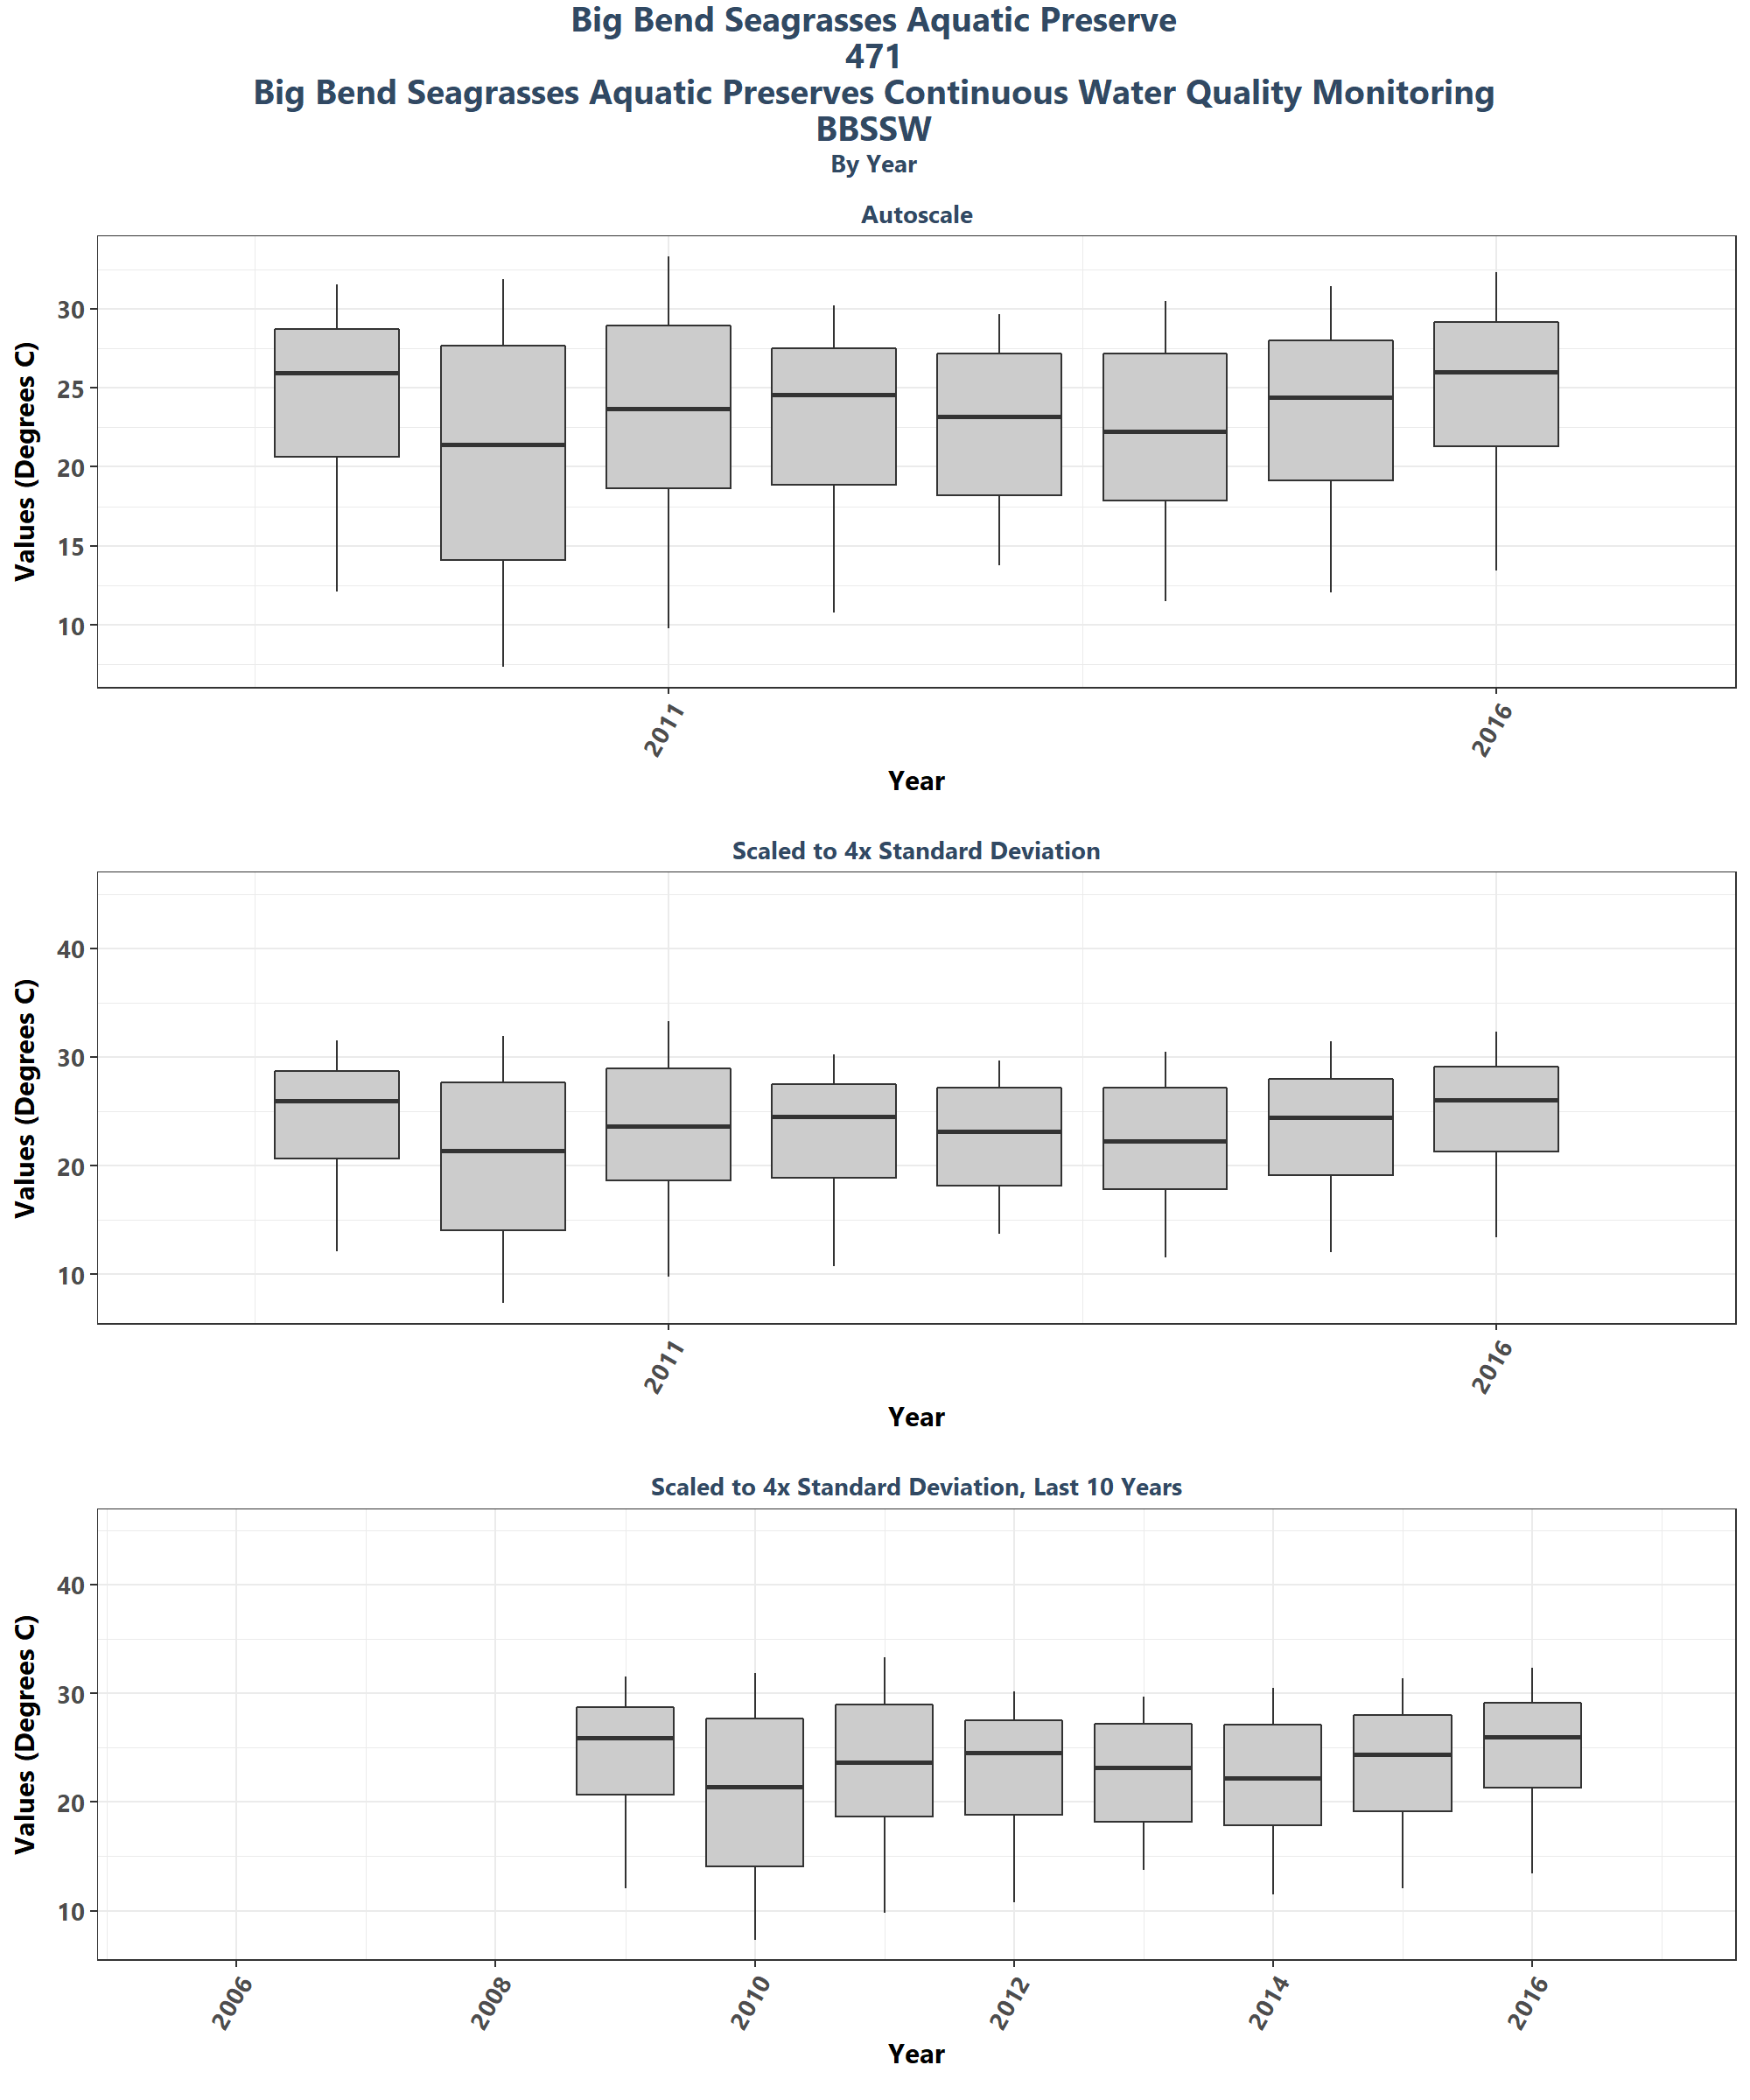 Big Bend Seagrasses Aquatic Preserve
471
Big Bend Seagrasses Aquatic Preserves Continuous Water Quality Monitoring
BBSSW
By Year
Autoscale
Values (Degrees C)
30
25
20
15
10
2011
2016
Year
Scaled to 4x Standard Deviation
Values (Degrees C)
40
30
20
10
2011
2016
Year
Scaled to 4x Standard Deviation, Last 10 Years
Values (Degrees C)
40
30
20
10
2006
2008
2010
2012
2014
2016
Year